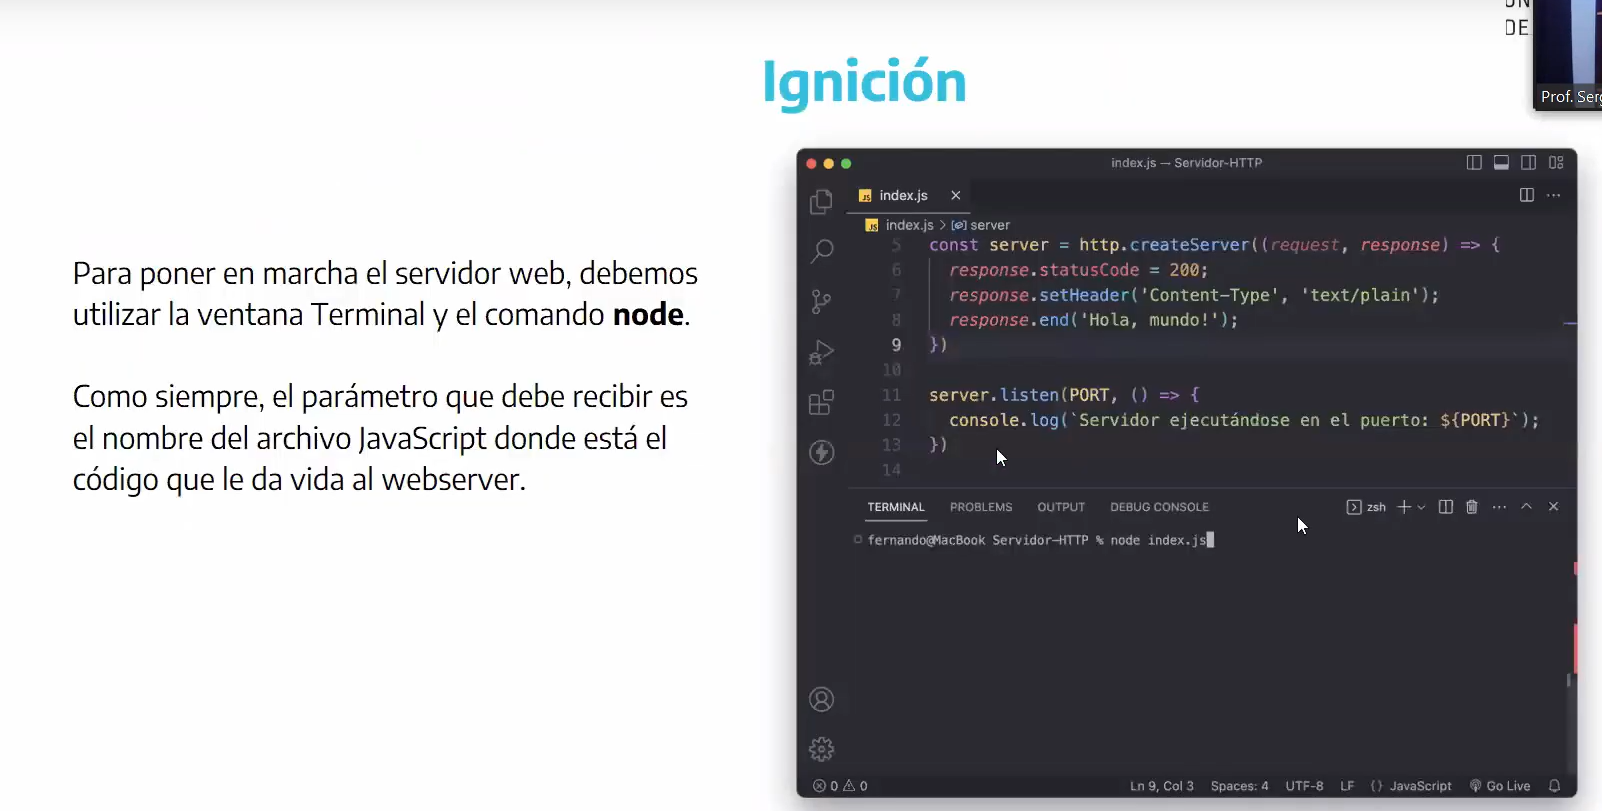 DE
Ignición
Prof. Serg
Para poner en marcha el servidor web, debemos
utilizar la ventana Terminal y el comando node.
Como siempre, el parámetro que debe recibir es
el nombre del archivo JavaScript donde está el
código que le da vida al webserver.
index.js — Servidor-HTTP
JS index.js
JS index.js > server
5 const server = http.createServer((request, response) => {
6 response.statusCode = 200;
7 response.setHeader('Content-Type', 'text/plain');
8 response.end('Hola, mundo!');
9 })
10
11 server.listen(PORT, () => {
12 console.log(`Servidor ejecutándose en el puerto: ${PORT}`);
13 })
14
TERMINAL PROBLEMS OUTPUT DEBUG CONSOLE zsh
fernando@MacBook Servidor-HTTP % node index.js
0 0 Ln 9, Col 3 Spaces: 4 UTF-8 LF {} JavaScript Go Live